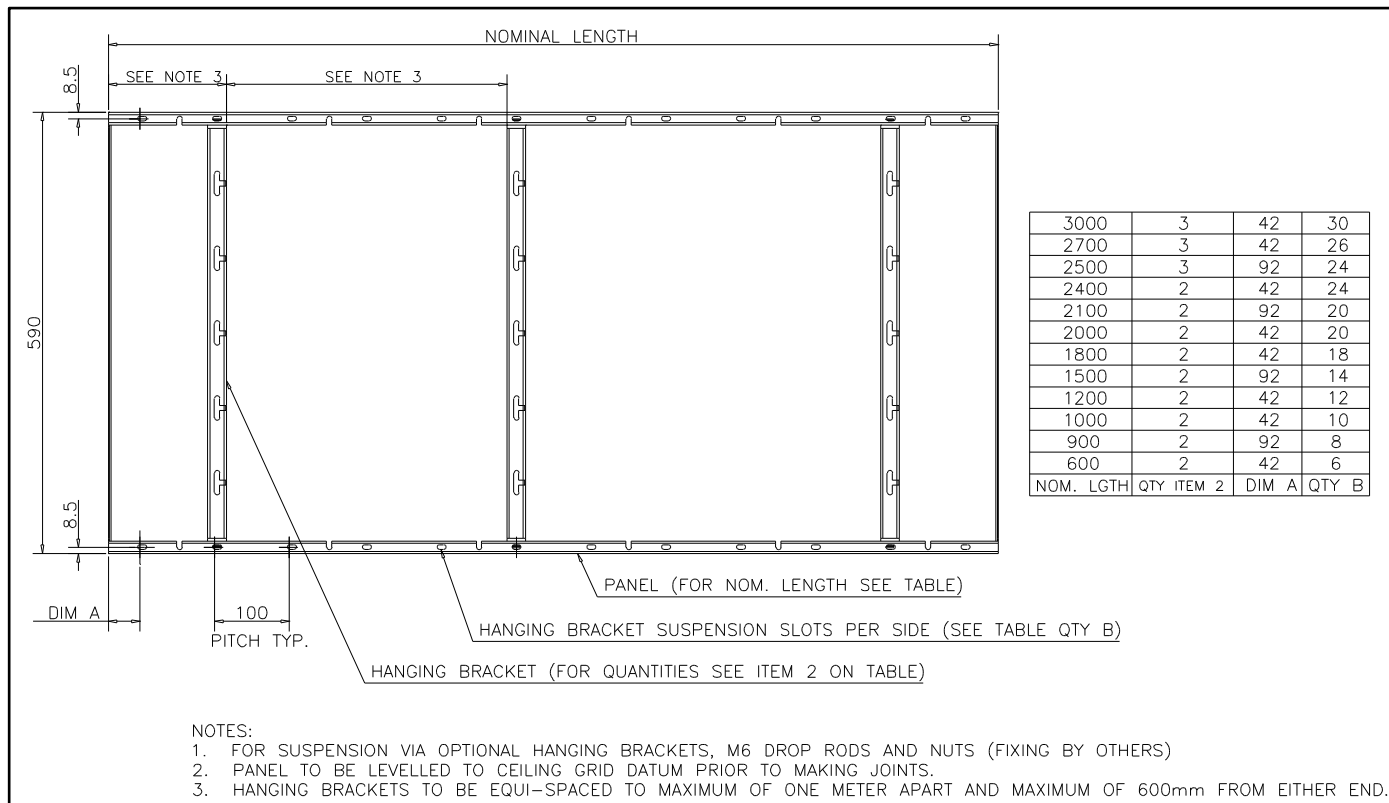 NOMINAL LENGTH
SEE NOTE 3
SEE NOTE 3
8.5
590
8.5
DIM A
100
PITCH TYP.
PANEL (FOR NOM. LENGTH SEE TABLE)
HANGING BRACKET SUSPENSION SLOTS PER SIDE (SEE TABLE QTY B)
HANGING BRACKET (FOR QUANTITIES SEE ITEM 2 ON TABLE)
3000 3 42 30
2700 3 42 26
2500 3 92 24
2400 2 42 24
2100 2 92 20
2000 2 42 20
1800 2 42 18
1500 2 92 14
1200 2 42 12
1000 2 42 10
900 2 92 8
600 2 42 6
NOM. LGTH QTY ITEM 2 DIM A QTY B
NOTES:
1. FOR SUSPENSION VIA OPTIONAL HANGING BRACKETS, M6 DROP RODS AND NUTS (FIXING BY OTHERS)
2. PANEL TO BE LEVELLED TO CEILING GRID DATUM PRIOR TO MAKING JOINTS.
3. HANGING BRACKETS TO BE EQUI-SPACED TO MAXIMUM OF ONE METER APART AND MAXIMUM OF 600mm FROM EITHER END.